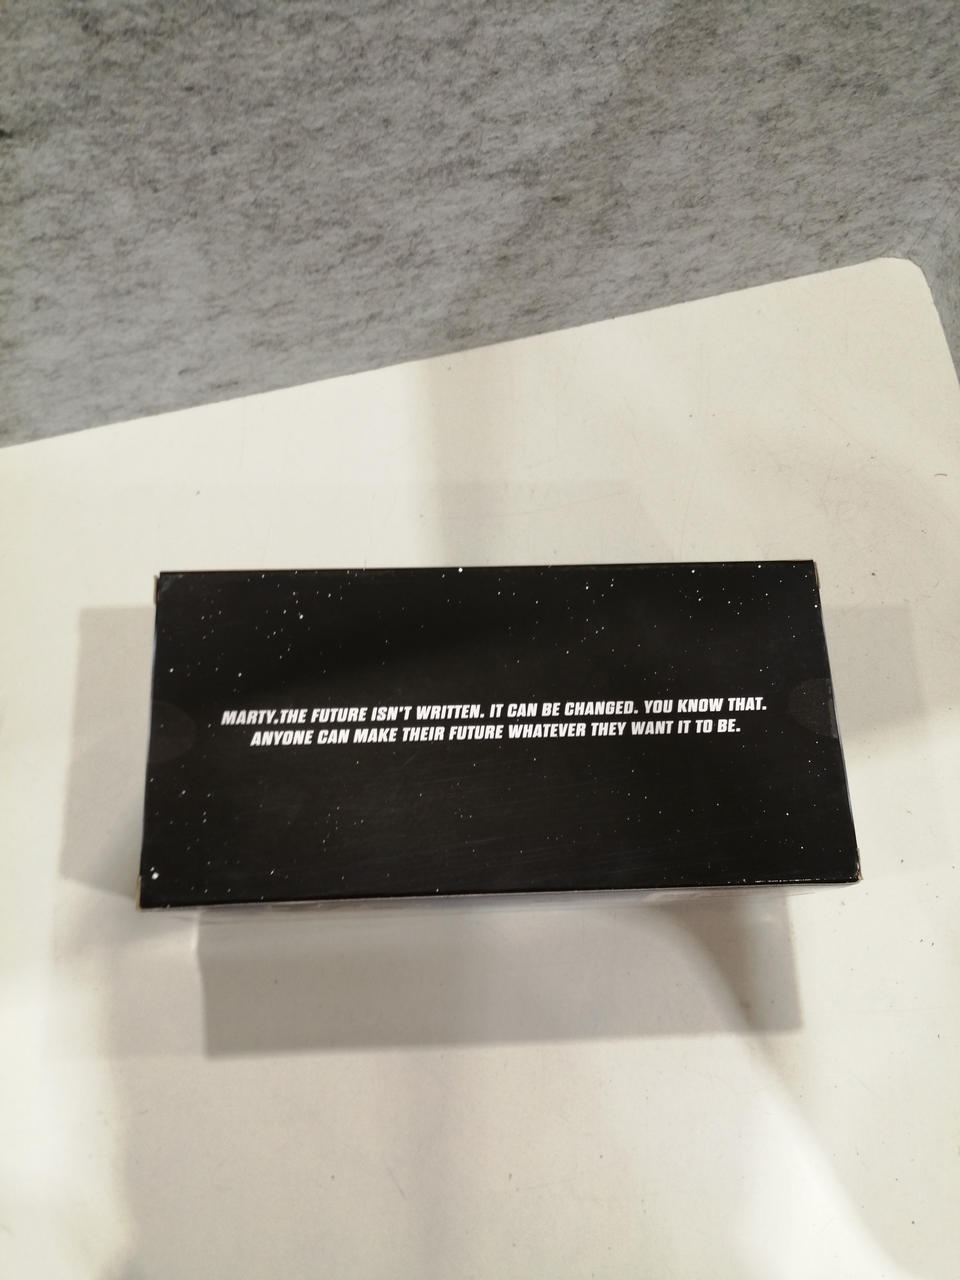 MARTY.THE FUTURE ISN'T WRITTEN. IT CAN BE CHANGED. YOU KNOW THAT.
ANYONE CAN MAKE THEIR FUTURE WHATEVER THEY WANT IT TO BE.